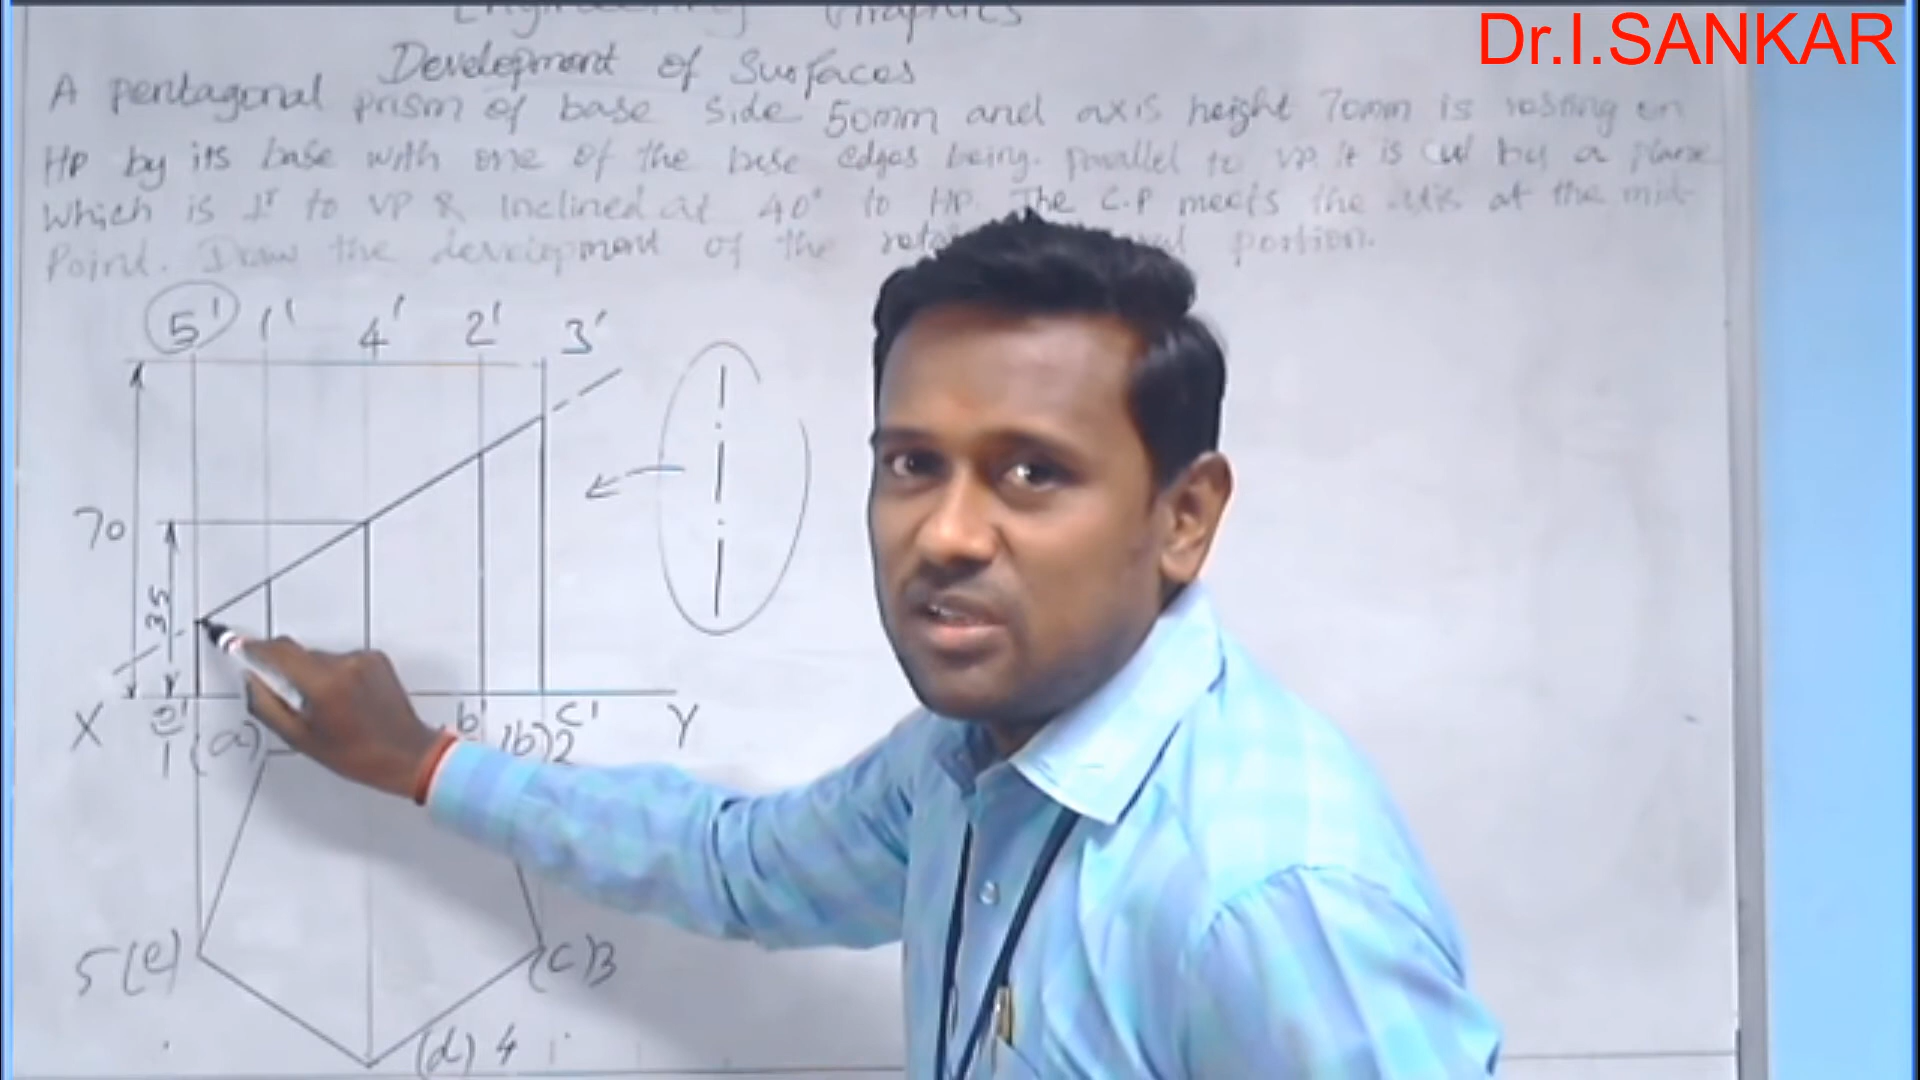 Dr.I.SANKAR
Engineering Graphics
Development of Surfaces
A pentagonal prism of base side 50mm and axis height 70mm is resting on
HP by its base with one of the base edges being parallel to VP. It is cut by a plane
Which is ⊥r to VP & Inclined at 40° to HP. The C.P meets the axis at the mid-
Point. Draw the development of the portion.
5' 1' 4' 2' 3'
70
35
X e' b' c' Y
1(a) (b)2
5(e) (c)3
(d) 4